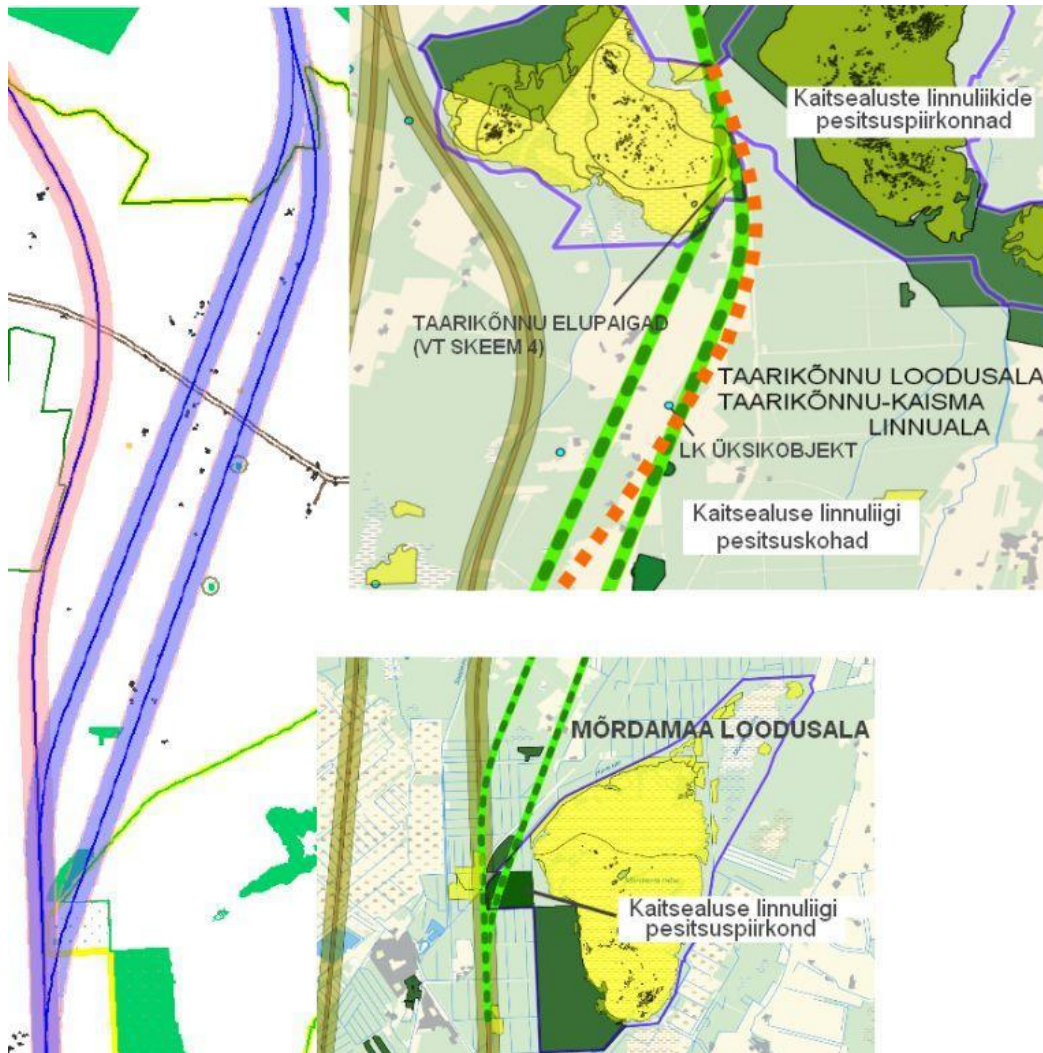 Kaitsealuste linnuliikide
pesitsuspiirkonnad
TAARIKÕNNU ELUPAIGAD
(VT SKEEM 4)
TAARIKÕNNU LOODUSALA
TAARIKÕNNU-KAISMA
LINNUALA
LK ÜKSIKOBJEKT
Kaitsealuse linnuliigi
pesitsuskohad
MÕRDAMAA LOODUSALA
Kaitsealuse linnuliigi
pesitsuspiirkond